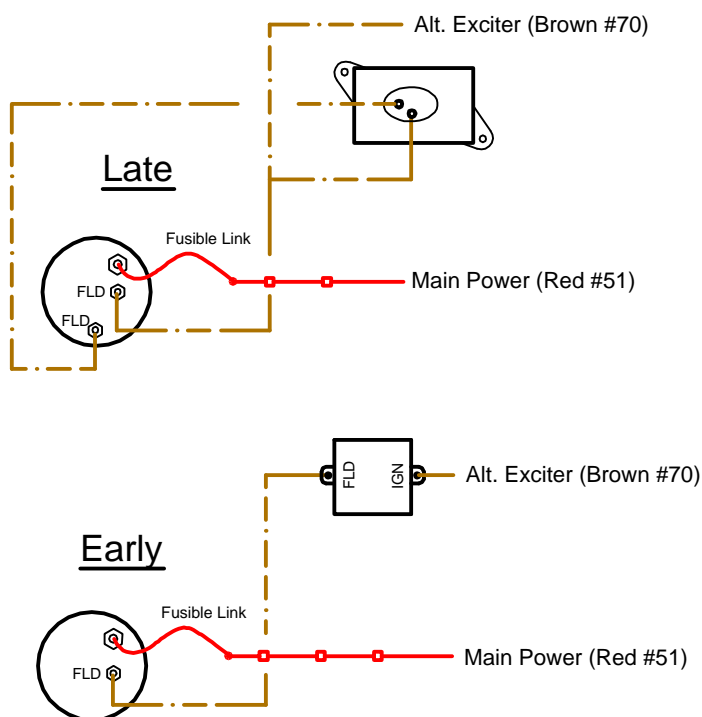 Alt. Exciter (Brown #70)
Late
Fusible Link
FLD
Main Power (Red #51)
FLD
FLD
IGN
Alt. Exciter (Brown #70)
Early
Fusible Link
Main Power (Red #51)
FLD